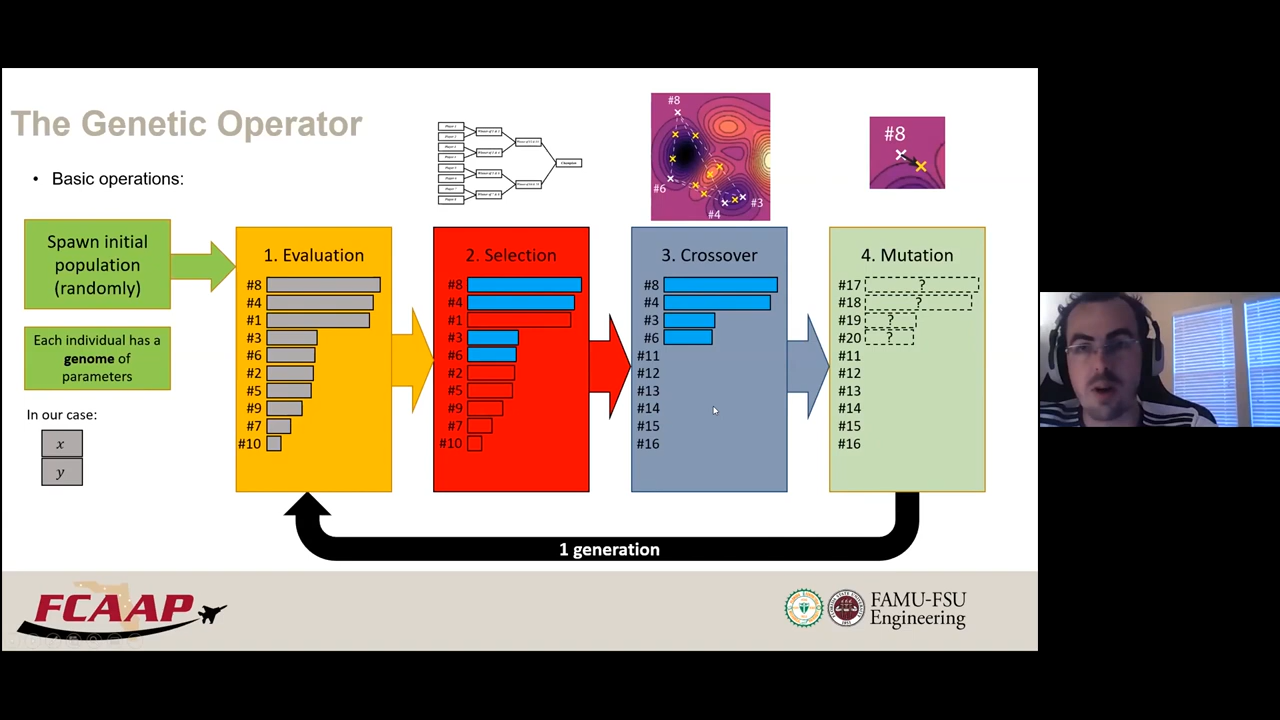 The Genetic Operator
• Basic operations:
Spawn initial
population
(randomly)
Each individual has a
genome of
parameters
In our case:
x
y
1. Evaluation
#8
#4
#1
#3
#6
#2
#5
#9
#7
#10
2. Selection
#8
#4
#1
#3
#6
#2
#5
#9
#7
#10
#8
#6
#4
#3
3. Crossover
#8
#4
#3
#6
#11
#12
#13
#14
#15
#16
#8
4. Mutation
#17 ?
#18 ?
#19 ?
#20 ?
#11
#12
#13
#14
#15
#16
1 generation
FCAAP
FAMU-FSU
Engineering